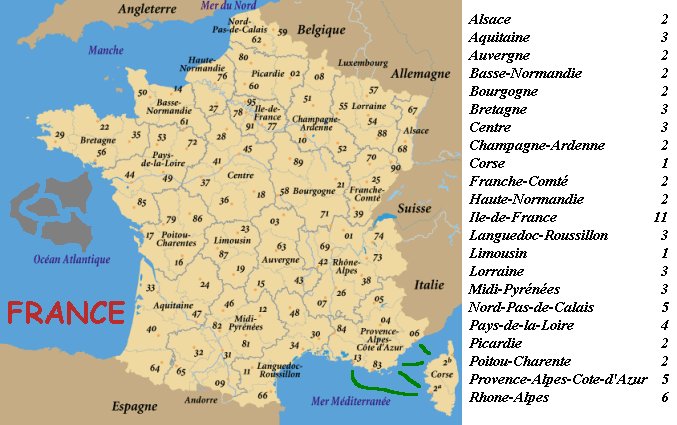 Angleterre
Mer du Nord
Belgique
Manche
Luxembourg
Allemagne
Suisse
Italie
Océan Atlantique
FRANCE
Espagne
Andorre
Mer Méditerranée
Nord-
Pas-de-Calais
62
59
Haute-
Normandie
76
80
Picardie
02
08
60
50
14
Basse-
Normandie
61
27
95
Ile-de-
France
78
91
77
51
55
54
Lorraine
57
67
Champagne-
Ardenne
10
52
88
Alsace
68
70
90
29
22
Bretagne
56
35
53
72
28
Pays-
de-la-Loire
44
49
45
41
37
Centre
36
18
89
58
Bourgogne
21
71
25
Franche-
Comté
39
85
79
86
17
Poitou-
Charentes
16
87
23
Limousin
19
03
63
Auvergne
42
69
01
74
73
Rhône-
Alpes
38
43
15
07
26
05
33
24
Aquitaine
47
40
64
46
12
48
82
81
Midi-
Pyrénées
32
31
65
09
11
66
Languedoc-
Roussillon
34
30
84
04
06
Provence-
Alpes-
Côte d'Azur
13
83
2b
Corse
2a
Alsace 2
Aquitaine 3
Auvergne 2
Basse-Normandie 2
Bourgogne 2
Bretagne 3
Centre 3
Champagne-Ardenne 2
Corse 1
Franche-Comté 2
Haute-Normandie 2
Ile-de-France 11
Languedoc-Roussillon 3
Limousin 1
Lorraine 3
Midi-Pyrénées 3
Nord-Pas-de-Calais 5
Pays-de-la-Loire 4
Picardie 2
Poitou-Charente 2
Provence-Alpes-Cote-d'Azur 5
Rhone-Alpes 6